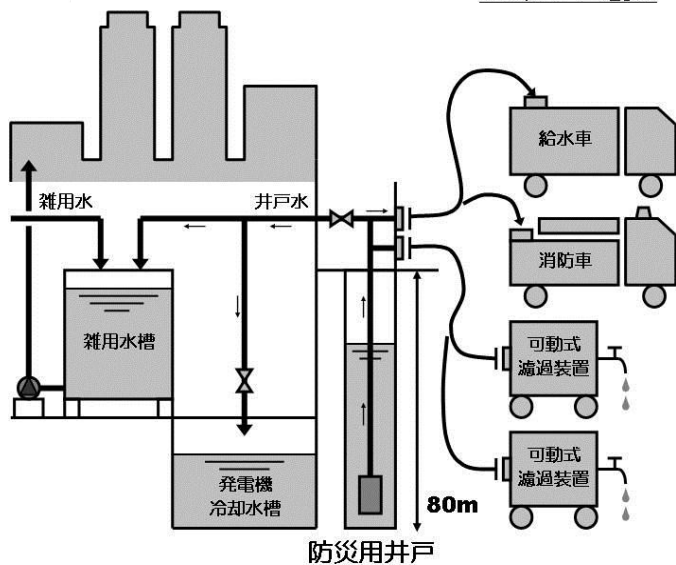 給水車
雑用水
井戸水
消防車
雑用水槽
可動式
濾過装置
可動式
濾過装置
発電機
冷却水槽
80m
防災用井戸